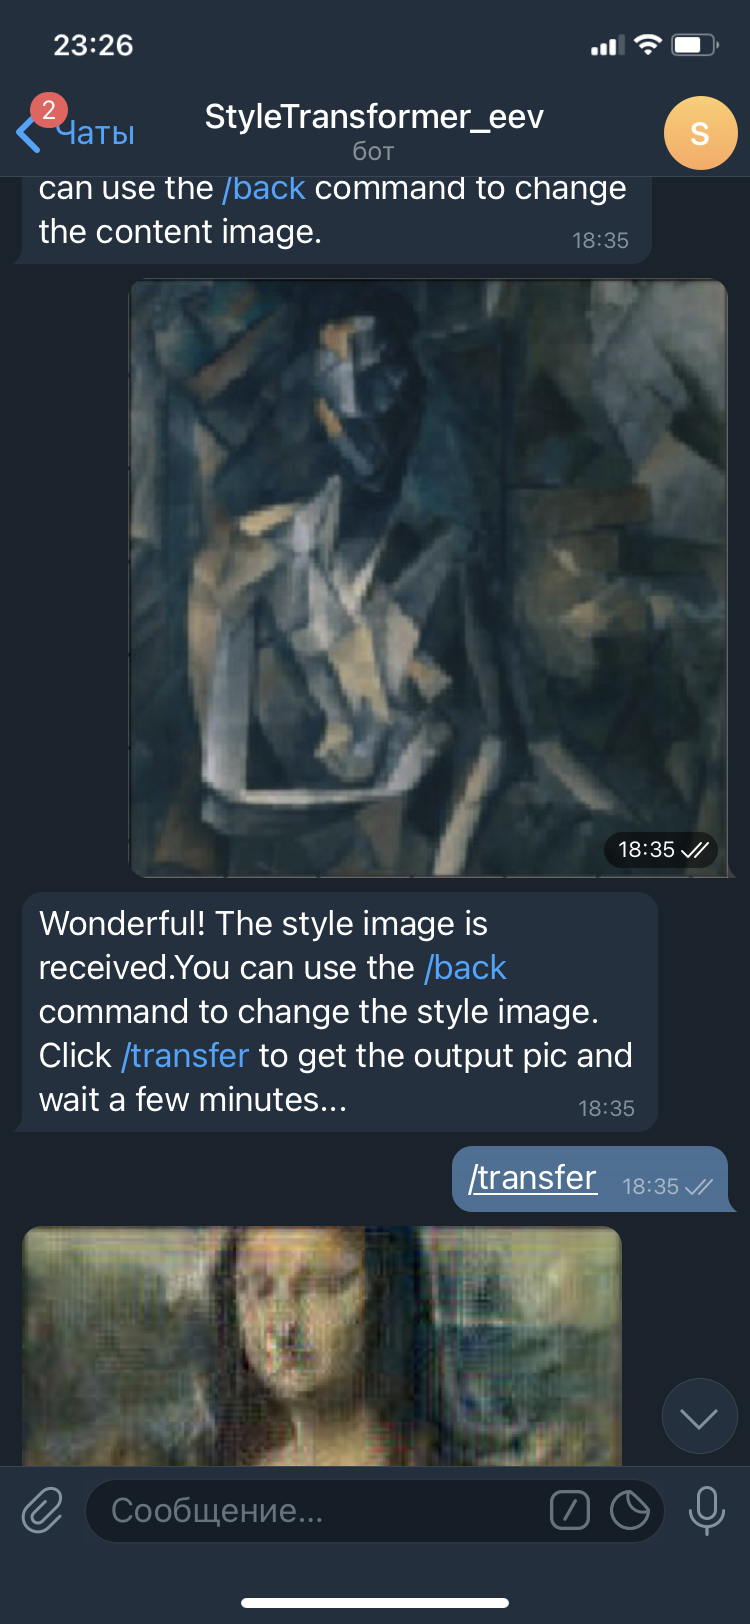 23:26
2
Чаты
StyleTransformer_eev
S
бот
can use the /back command to change
the content image.
18:35
18:35
Wonderful! The style image is
received.You can use the /back
command to change the style image.
Click /transfer to get the output pic and
wait a few minutes...
18:35
/transfer
18:35
Сообщение...